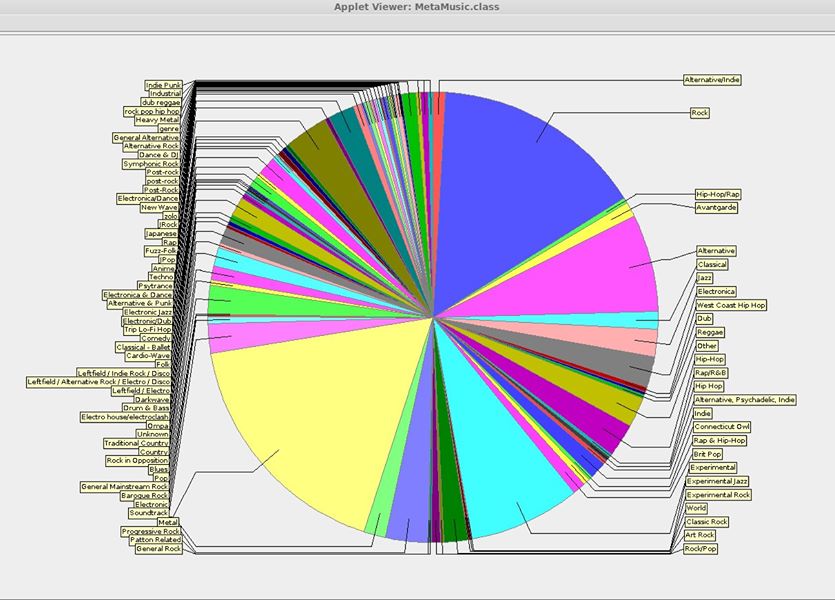 Applet Viewer: MetaMusic.class
Indie Punk
Industrial
dub reggae
rock pop hip hop
Heavy Metal
genre
General Alternative
Alternative Rock
Dance & DJ
Symphonic Rock
Post-rock
post-rock
Post-Rock
Electronica/Dance
New Wave
zolo
jRock
Japanese
Rap
Fuzz-Folk
JPop
Anime
Techno
Psytrance
Electronica & Dance
Alternative & Punk
Electronic Jazz
Electronic/Dub
Trip Lo-Fi Hop
Comedy
Classical - Ballet
Cardio-Wave
Folk
Leftfield / Indie Rock / Disco
Leftfield / Alternative Rock / Electro / Disco
Leftfield / Electro
Darkwave
Drum & Bass
Electro house/electroclash
Ompa
Unknown
Traditional Country
Country
Rock in Opposition
Blues
Pop
General Mainstream Rock
Baroque Rock
Electronic
Soundtrack
Metal
Progressive Rock
Patton Related
General Rock
Alternative/Indie
Rock
Hip-Hop/Rap
Avantgarde
Alternative
Classical
Jazz
Electronica
West Coast Hip Hop
Dub
Reggae
Other
Hip-Hop
Rap/R&B
Hip Hop
Alternative, Psychadelic, Indie
Indie
Connecticut Owl
Rap & Hip-Hop
Brit Pop
Experimental
Experimental Jazz
Experimental Rock
World
Classic Rock
Art Rock
Rock/Pop